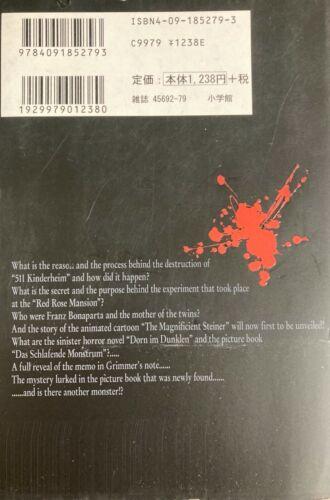 ISBN4-09-185279-3
9784091852793
C9979 ¥1238E
定価：本体1,238円+税
雑誌 45692-79 小学館
1929979012380
What is the reason and the process behind the destruction of
"511 Kinderheim" and how did it happen?
What is the secret and the purpose behind the experiment that took place
at the "Red Rose Mansion"?
Who were Franz Bonaparta and the mother of the twins?
And the story of the animated cartoon "The Magnificient Steiner" will now first to be unveiled!
What are the sinister horror novel "Dorn im Dunklen" and the picture book
"Das Schlafende Monstrum"?.....
A full reveal of the memo in Grimmer's note......
The mystery lurked in the picture book that was newly found......
......and is there another monster!?